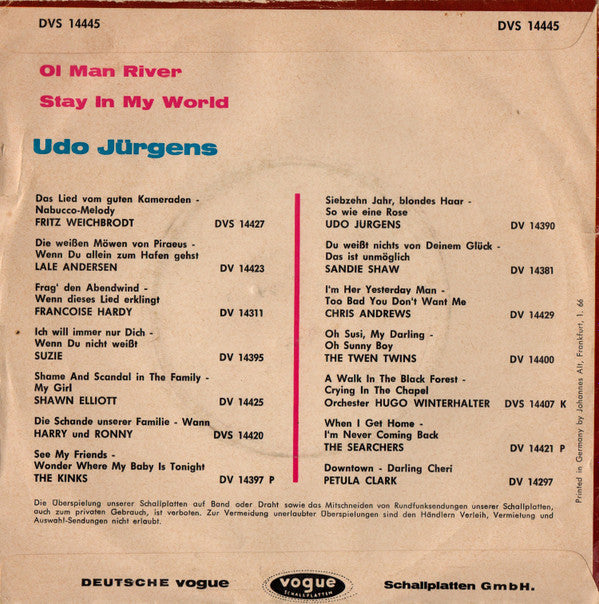 DVS 14445
DVS 14445
Ol Man River
Stay In My World
Udo Jürgens
Das Lied vom guten Kameraden -
Nabucco-Melody
FRITZ WEICHBRODT DVS 14427
Die weißen Möwen von Piraeus -
Wenn Du allein zum Hafen gehst
LALE ANDERSEN DV 14423
Frag' den Abendwind -
Wenn dieses Lied erklingt
FRANCOISE HARDY DV 14311
Ich will immer nur Dich -
Wenn Du nicht weißt
SUZIE DV 14395
Shame And Scandal in The Family -
My Girl
SHAWN ELLIOTT DV 14425
Die Schande unserer Familie - Wann
HARRY und RONNY DVS 14420
See My Friends -
Wonder Where My Baby Is Tonight
THE KINKS DV 14397 P
Siebzehn Jahr, blondes Haar -
So wie eine Rose
UDO JÜRGENS DV 14390
Du weißt nichts von Deinem Glück -
Das ist unmöglich
SANDIE SHAW DV 14381
I'm Her Yesterday Man -
Too Bad You Don't Want Me
CHRIS ANDREWS DV 14429
Oh Susi, My Darling -
Oh Sunny Boy
THE TWEN TWINS DV 14400
A Walk In The Black Forest -
Crying In The Chapel
Orchester HUGO WINTERHALTER DVS 14407 K
When I Get Home -
I'm Never Coming Back
THE SEARCHERS DV 14421 P
Downtown - Darling Cheri
PETULA CLARK DV 14297
Printed in Germany by Johannes Alt, Frankfurt, 1. 66
Die Überspielung unserer Schallplatten auf Band oder Draht sowie das Mitschneiden von Rundfunksendungen unserer Schallplatten,
auch zum privaten Gebrauch, ist verboten. Zur Vermeidung unerlaubter Überspielungen sind den Händlern Verleih, Vermietung und
Auswahl-Sendungen nicht erlaubt.
DEUTSCHE vogue
vogue
SCHALLPLATTEN
Schallplatten GmbH.